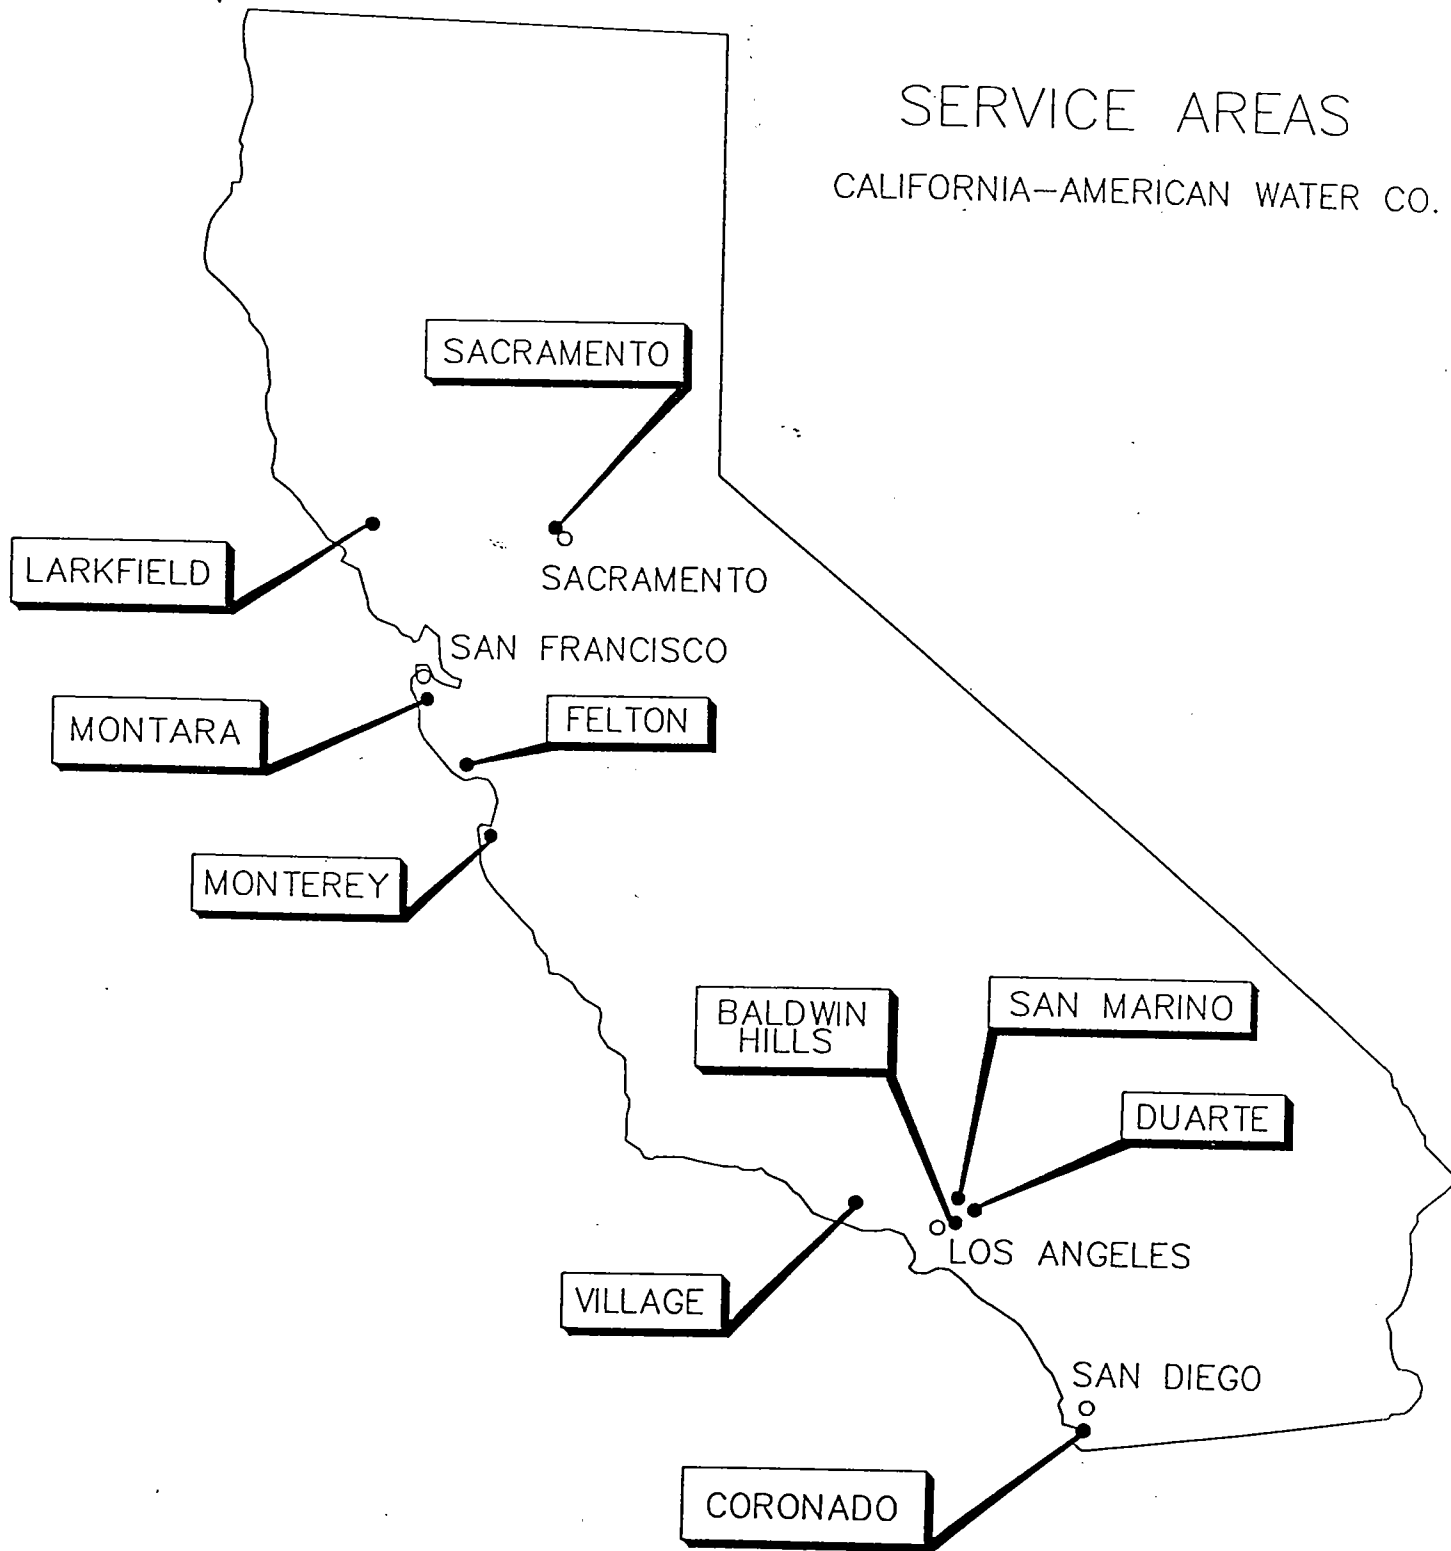 SERVICE AREAS
CALIFORNIA-AMERICAN WATER CO.
SACRAMENTO
LARKFIELD
SACRAMENTO
SAN FRANCISCO
MONTARA
FELTON
MONTEREY
BALDWIN
HILLS
SAN MARINO
DUARTE
LOS ANGELES
VILLAGE
SAN DIEGO
CORONADO